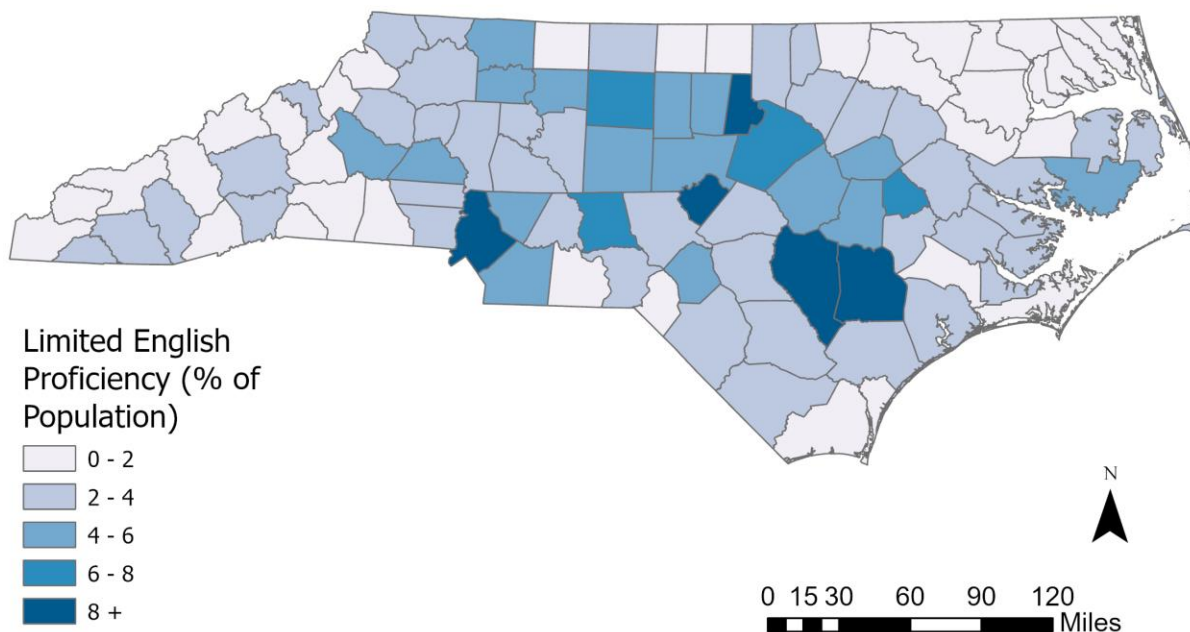 Limited English
Proficiency (% of
Population)
0 - 2
2 - 4
4 - 6
6 - 8
8 +
N
0 15 30 60 90 120
Miles